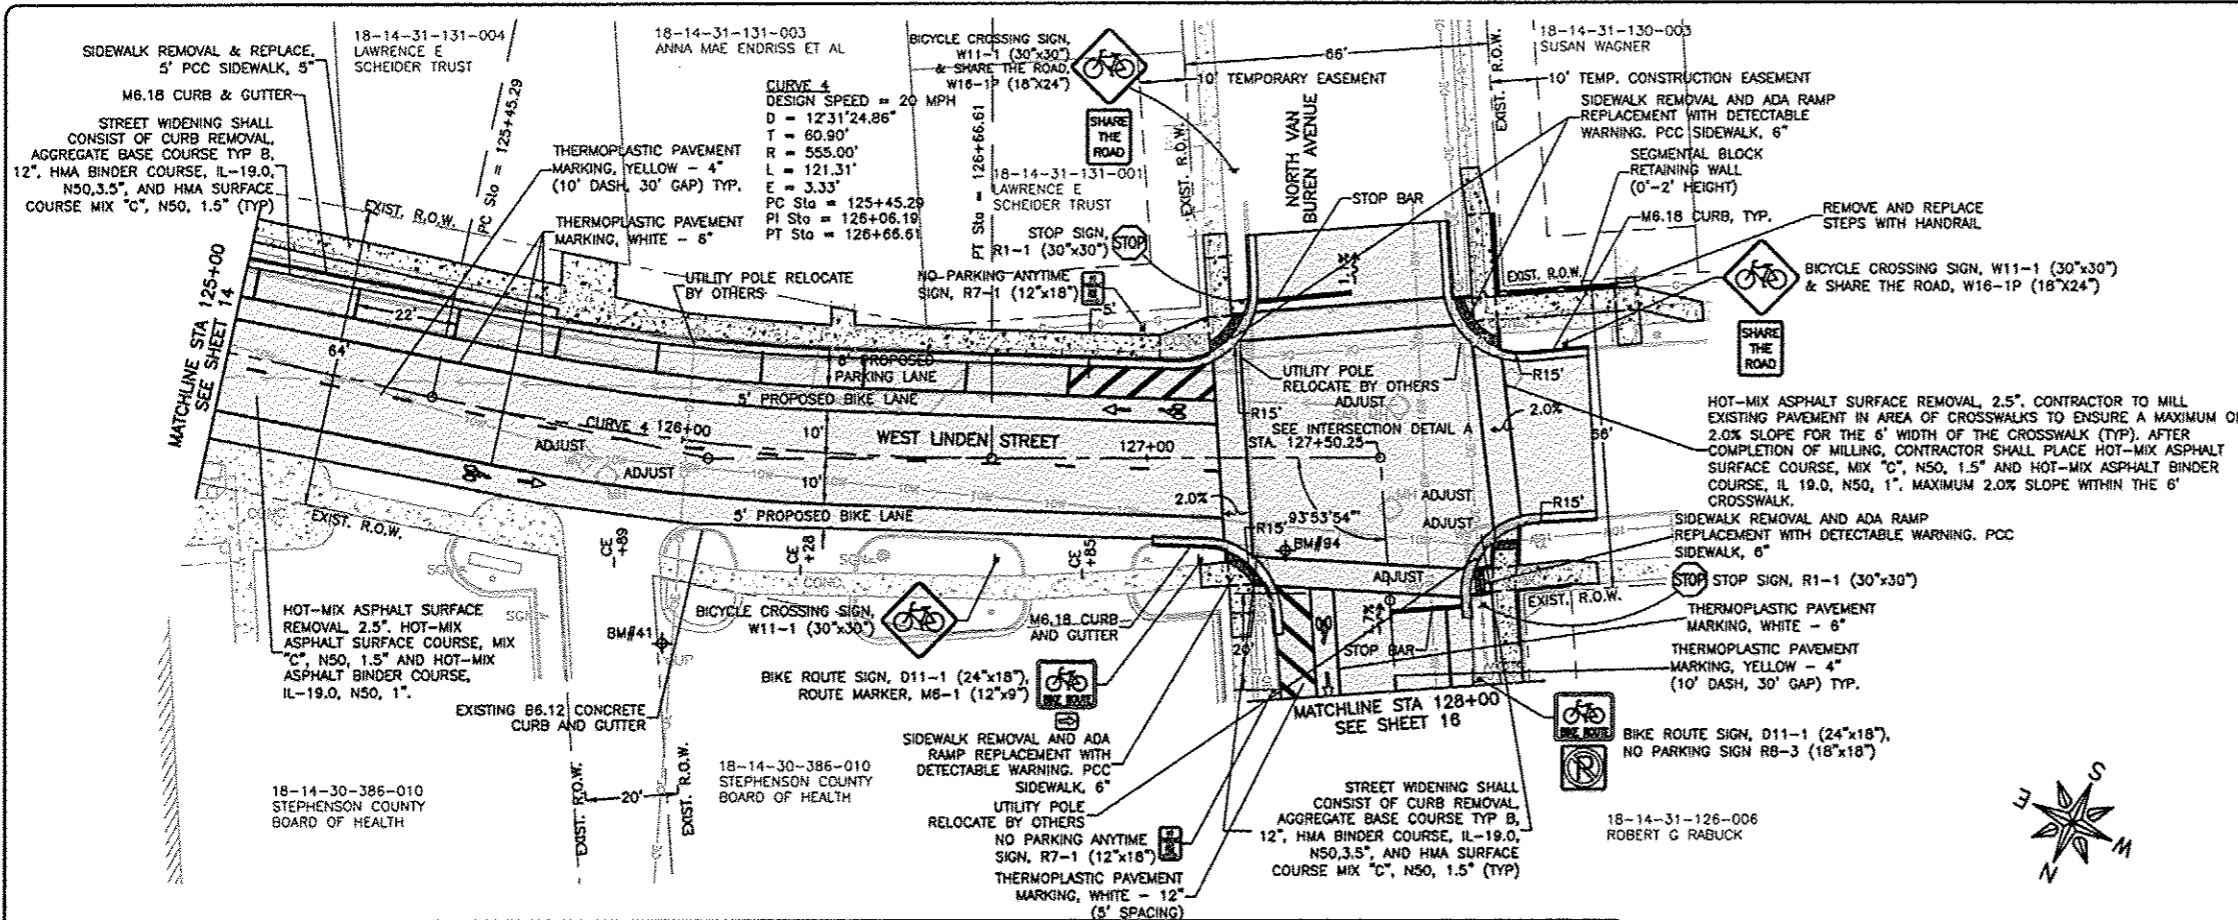 18-14-31-131-004
LAWRENCE E
SCHEIDER TRUST
18-14-31-131-003
ANNA MAE ENDRISS ET AL
BICYCLE CROSSING SIGN,
W11-1 (30"x30")
& SHARE THE ROAD,
W16-1P (18"X24")
SHARE
THE
ROAD
66'
10' TEMPORARY EASEMENT
18-14-31-130-003
SUSAN WAGNER
10' TEMP. CONSTRUCTION EASEMENT
SIDEWALK REMOVAL & REPLACE,
5' PCC SIDEWALK, 5"
M6.18 CURB & GUTTER
STREET WIDENING SHALL
CONSIST OF CURB REMOVAL,
AGGREGATE BASE COURSE TYP B,
12", HMA BINDER COURSE, IL-19.0,
N50,3.5", AND HMA SURFACE
COURSE MIX "C", N50, 1.5" (TYP)
PC Sta = 125+45.29
THERMOPLASTIC PAVEMENT
MARKING, YELLOW - 4"
(10' DASH, 30' GAP) TYP.
THERMOPLASTIC PAVEMENT
MARKING, WHITE - 6"
CURVE 4
DESIGN SPEED = 20 MPH
D = 12°31'24.86"
T = 60.90'
R = 555.00'
L = 121.31'
E = 3.33'
PC Sta = 125+45.29
PI Sta = 126+06.19
PT Sta = 126+66.61
PT Sta = 126+66.61
18-14-31-131-001
LAWRENCE E
SCHEIDER TRUST
STOP SIGN,
R1-1 (30"x30")
STOP
NO PARKING ANYTIME
SIGN, R7-1 (12"x18")
EXIST. R.O.W.
EXIST. R.O.W.
NORTH VAN
BUREN AVENUE
STOP BAR
EXIST. R.O.W.
SIDEWALK REMOVAL AND ADA RAMP
REPLACEMENT WITH DETECTABLE
WARNING. PCC SIDEWALK, 6"
SEGMENTAL BLOCK
RETAINING WALL
(0'-2' HEIGHT)
M6.18 CURB, TYP.
REMOVE AND REPLACE
STEPS WITH HANDRAIL
EXIST. R.O.W.
BICYCLE CROSSING SIGN, W11-1 (30"x30")
& SHARE THE ROAD, W16-1P (18"X24")
SHARE
THE
ROAD
EXIST. R.O.W.
UTILITY POLE RELOCATE
BY OTHERS
MATCHLINE STA 125+00
SEE SHEET 14
22'
64'
5'
8' PROPOSED
PARKING LANE
5' PROPOSED BIKE LANE
CURVE 4 126+00
10'
WEST LINDEN STREET
127+00
ADJUST
ADJUST
10'
5' PROPOSED BIKE LANE
UTILITY POLE
RELOCATE BY OTHERS
ADJUST
SAN MH
R15'
SEE INTERSECTION DETAIL A
STA. 127+50.25
R15'
2.0%
56'
2.0%
R15'
93°53'54"
BM#94
ADJUST
ADJUST
R15'
ADJUST
HOT-MIX ASPHALT SURFACE REMOVAL, 2.5". CONTRACTOR TO MILL
EXISTING PAVEMENT IN AREA OF CROSSWALKS TO ENSURE A MAXIMUM OF
2.0% SLOPE FOR THE 6' WIDTH OF THE CROSSWALK (TYP). AFTER
COMPLETION OF MILLING, CONTRACTOR SHALL PLACE HOT-MIX ASPHALT
SURFACE COURSE, MIX "C", N50, 1.5" AND HOT-MIX ASPHALT BINDER
COURSE, IL 19.0, N50, 1". MAXIMUM 2.0% SLOPE WITHIN THE 6'
CROSSWALK.
SIDEWALK REMOVAL AND ADA RAMP
REPLACEMENT WITH DETECTABLE WARNING. PCC
SIDEWALK, 6"
STOP
STOP SIGN, R1-1 (30"x30")
EXIST. R.O.W.
THERMOPLASTIC PAVEMENT
MARKING, WHITE - 6"
THERMOPLASTIC PAVEMENT
MARKING, YELLOW - 4"
(10' DASH, 30' GAP) TYP.
EXIST. R.O.W.
CONC.
CE
+89
CE
+28
CE
+85
CONC.
HOT-MIX ASPHALT SURFACE
REMOVAL, 2.5". HOT-MIX
ASPHALT SURFACE COURSE, MIX
"C", N50, 1.5" AND HOT-MIX
ASPHALT BINDER COURSE,
IL-19.0, N50, 1".
BM#41
BICYCLE CROSSING SIGN,
W11-1 (30"x30")
M6.18 CURB
AND GUTTER
20'
STOP BAR
BIKE ROUTE SIGN, D11-1 (24"x18"),
ROUTE MARKER, M6-1 (12"x9")
BIKE ROUTE
EXISTING B6.12 CONCRETE
CURB AND GUTTER
MATCHLINE STA 128+00
SEE SHEET 16
SIDEWALK REMOVAL AND ADA
RAMP REPLACEMENT WITH
DETECTABLE WARNING. PCC
SIDEWALK, 6"
BIKE ROUTE
BIKE ROUTE SIGN, D11-1 (24"x18"),
NO PARKING SIGN R8-3 (18"x18")
18-14-30-386-010
STEPHENSON COUNTY
BOARD OF HEALTH
EXIST. R.O.W.
20'
EXIST. R.O.W.
18-14-30-386-010
STEPHENSON COUNTY
BOARD OF HEALTH
UTILITY POLE
RELOCATE BY OTHERS
NO PARKING ANYTIME
SIGN, R7-1 (12"x18")
THERMOPLASTIC PAVEMENT
MARKING, WHITE - 12"
(5' SPACING)
STREET WIDENING SHALL
CONSIST OF CURB REMOVAL,
AGGREGATE BASE COURSE TYP B,
12", HMA BINDER COURSE, IL-19.0,
N50,3.5", AND HMA SURFACE
COURSE MIX "C", N50, 1.5" (TYP)
18-14-31-126-006
ROBERT G RABUCK
S
E
W
N